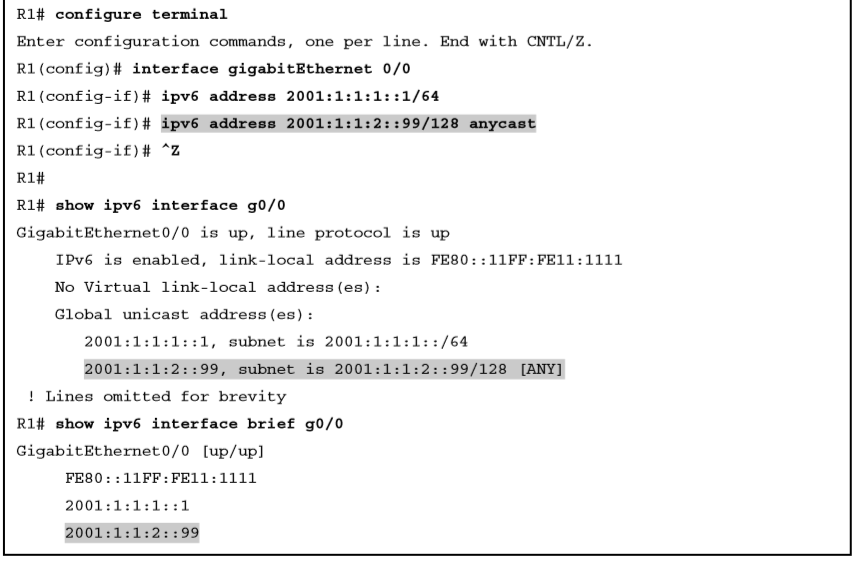 R1# configure terminal
Enter configuration commands, one per line. End with CNTL/Z.
R1(config)# interface gigabitEthernet 0/0
R1(config-if)# ipv6 address 2001:1:1:1::1/64
R1(config-if)# ipv6 address 2001:1:1:2::99/128 anycast
R1(config-if)# ^Z
R1#
R1# show ipv6 interface g0/0
GigabitEthernet0/0 is up, line protocol is up
IPv6 is enabled, link-local address is FE80::11FF:FE11:1111
No Virtual link-local address(es):
Global unicast address(es):
2001:1:1:1::1, subnet is 2001:1:1:1::/64
2001:1:1:2::99, subnet is 2001:1:1:2::99/128 [ANY]
! Lines omitted for brevity
R1# show ipv6 interface brief g0/0
GigabitEthernet0/0 [up/up]
FE80::11FF:FE11:1111
2001:1:1:1::1
2001:1:1:2::99